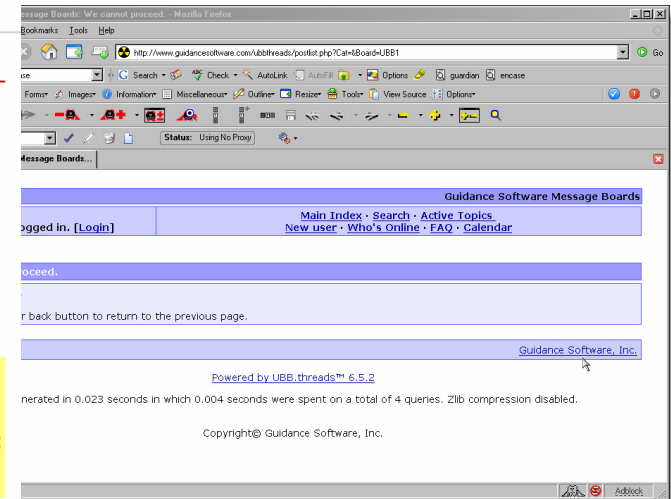 essage Boards: We cannot proceed. - Mozilla Firefox
Bookmarks Tools Help
http://www.guidancesoftware.com/ubbthreads/postlist.php?Cat=&Board=UBB1
Go
Search
Check
AutoLink
AutoFill
Options
guardian
encase
Forms Images Information Miscellaneous Outline Resize Tools View Source Options
Status: Using No Proxy
Message Boards...
Guidance Software Message Boards
ogged in. [Login]
Main Index · Search · Active Topics
New user · Who's Online · FAQ · Calendar
roceed.
r back button to return to the previous page.
Guidance Software, Inc.
Powered by UBB.threads™ 6.5.2
nerated in 0.023 seconds in which 0.004 seconds were spent on a total of 4 queries. Zlib compression disabled.
Copyright© Guidance Software, Inc.
Adblock